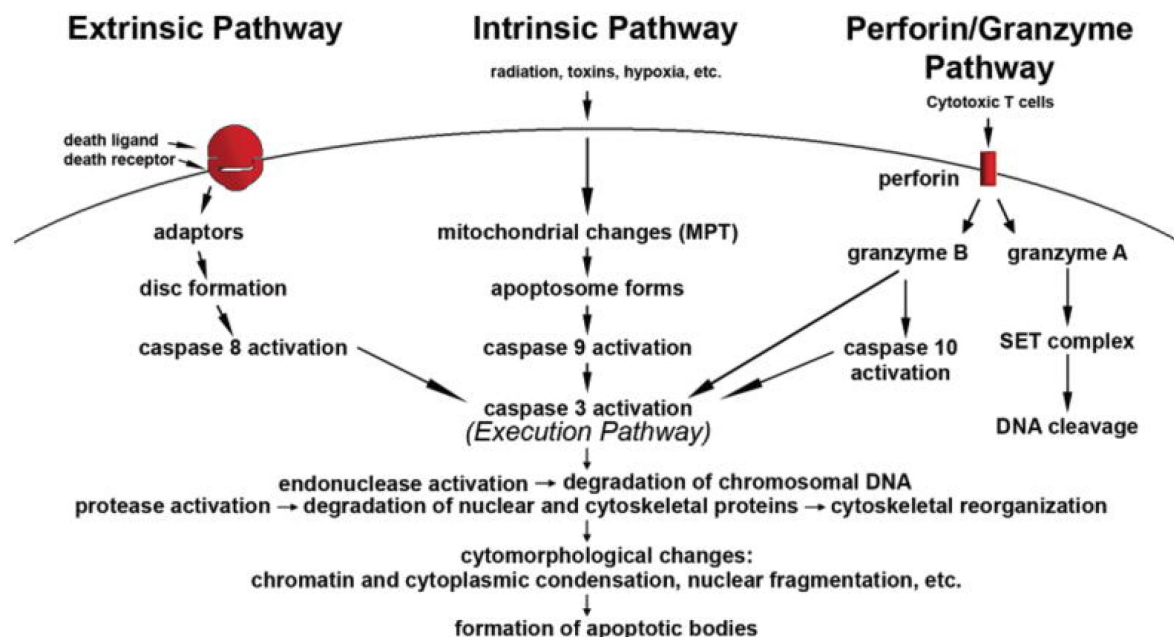 Extrinsic Pathway
Intrinsic Pathway
Perforin/Granzyme
Pathway
radiation, toxins, hypoxia, etc.
Cytotoxic T cells
death ligand
death receptor
perforin
adaptors
mitochondrial changes (MPT)
granzyme B
granzyme A
disc formation
apoptosome forms
SET complex
caspase 8 activation
caspase 9 activation
caspase 10
activation
caspase 3 activation
(Execution Pathway)
DNA cleavage
endonuclease activation → degradation of chromosomal DNA
protease activation → degradation of nuclear and cytoskeletal proteins → cytoskeletal reorganization
cytomorphological changes:
chromatin and cytoplasmic condensation, nuclear fragmentation, etc.
formation of apoptotic bodies